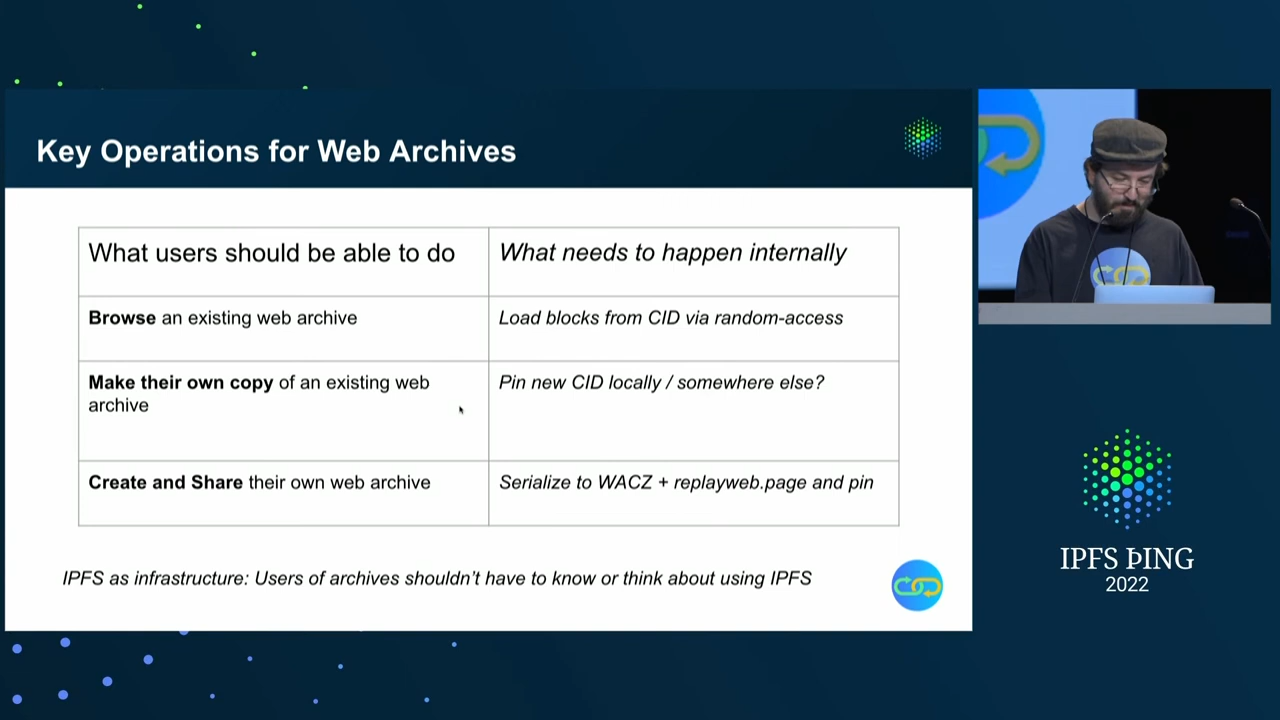 Key Operations for Web Archives
What users should be able to do
What needs to happen internally
Browse an existing web archive
Load blocks from CID via random-access
Make their own copy of an existing web
archive
Pin new CID locally / somewhere else?
Create and Share their own web archive
Serialize to WACZ + replayweb.page and pin
IPFS as infrastructure: Users of archives shouldn't have to know or think about using IPFS
IPFS ÞING
2022